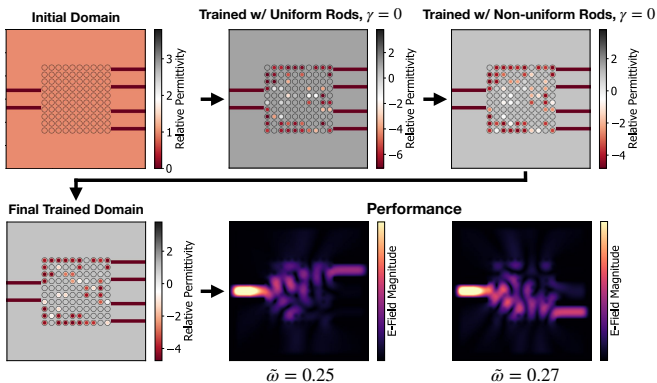 Initial Domain
Trained w/ Uniform Rods, γ = 0
Trained w/ Non-uniform Rods, γ = 0
3
2
1
0
Relative Permittivity
2
0
−2
−4
−6
Relative Permittivity
2
0
−2
−4
Relative Permittivity
Final Trained Domain
Performance
2
0
−2
−4
Relative Permittivity
E-Field Magnitude
E-Field Magnitude
ω̃ = 0.25
ω̃ = 0.27